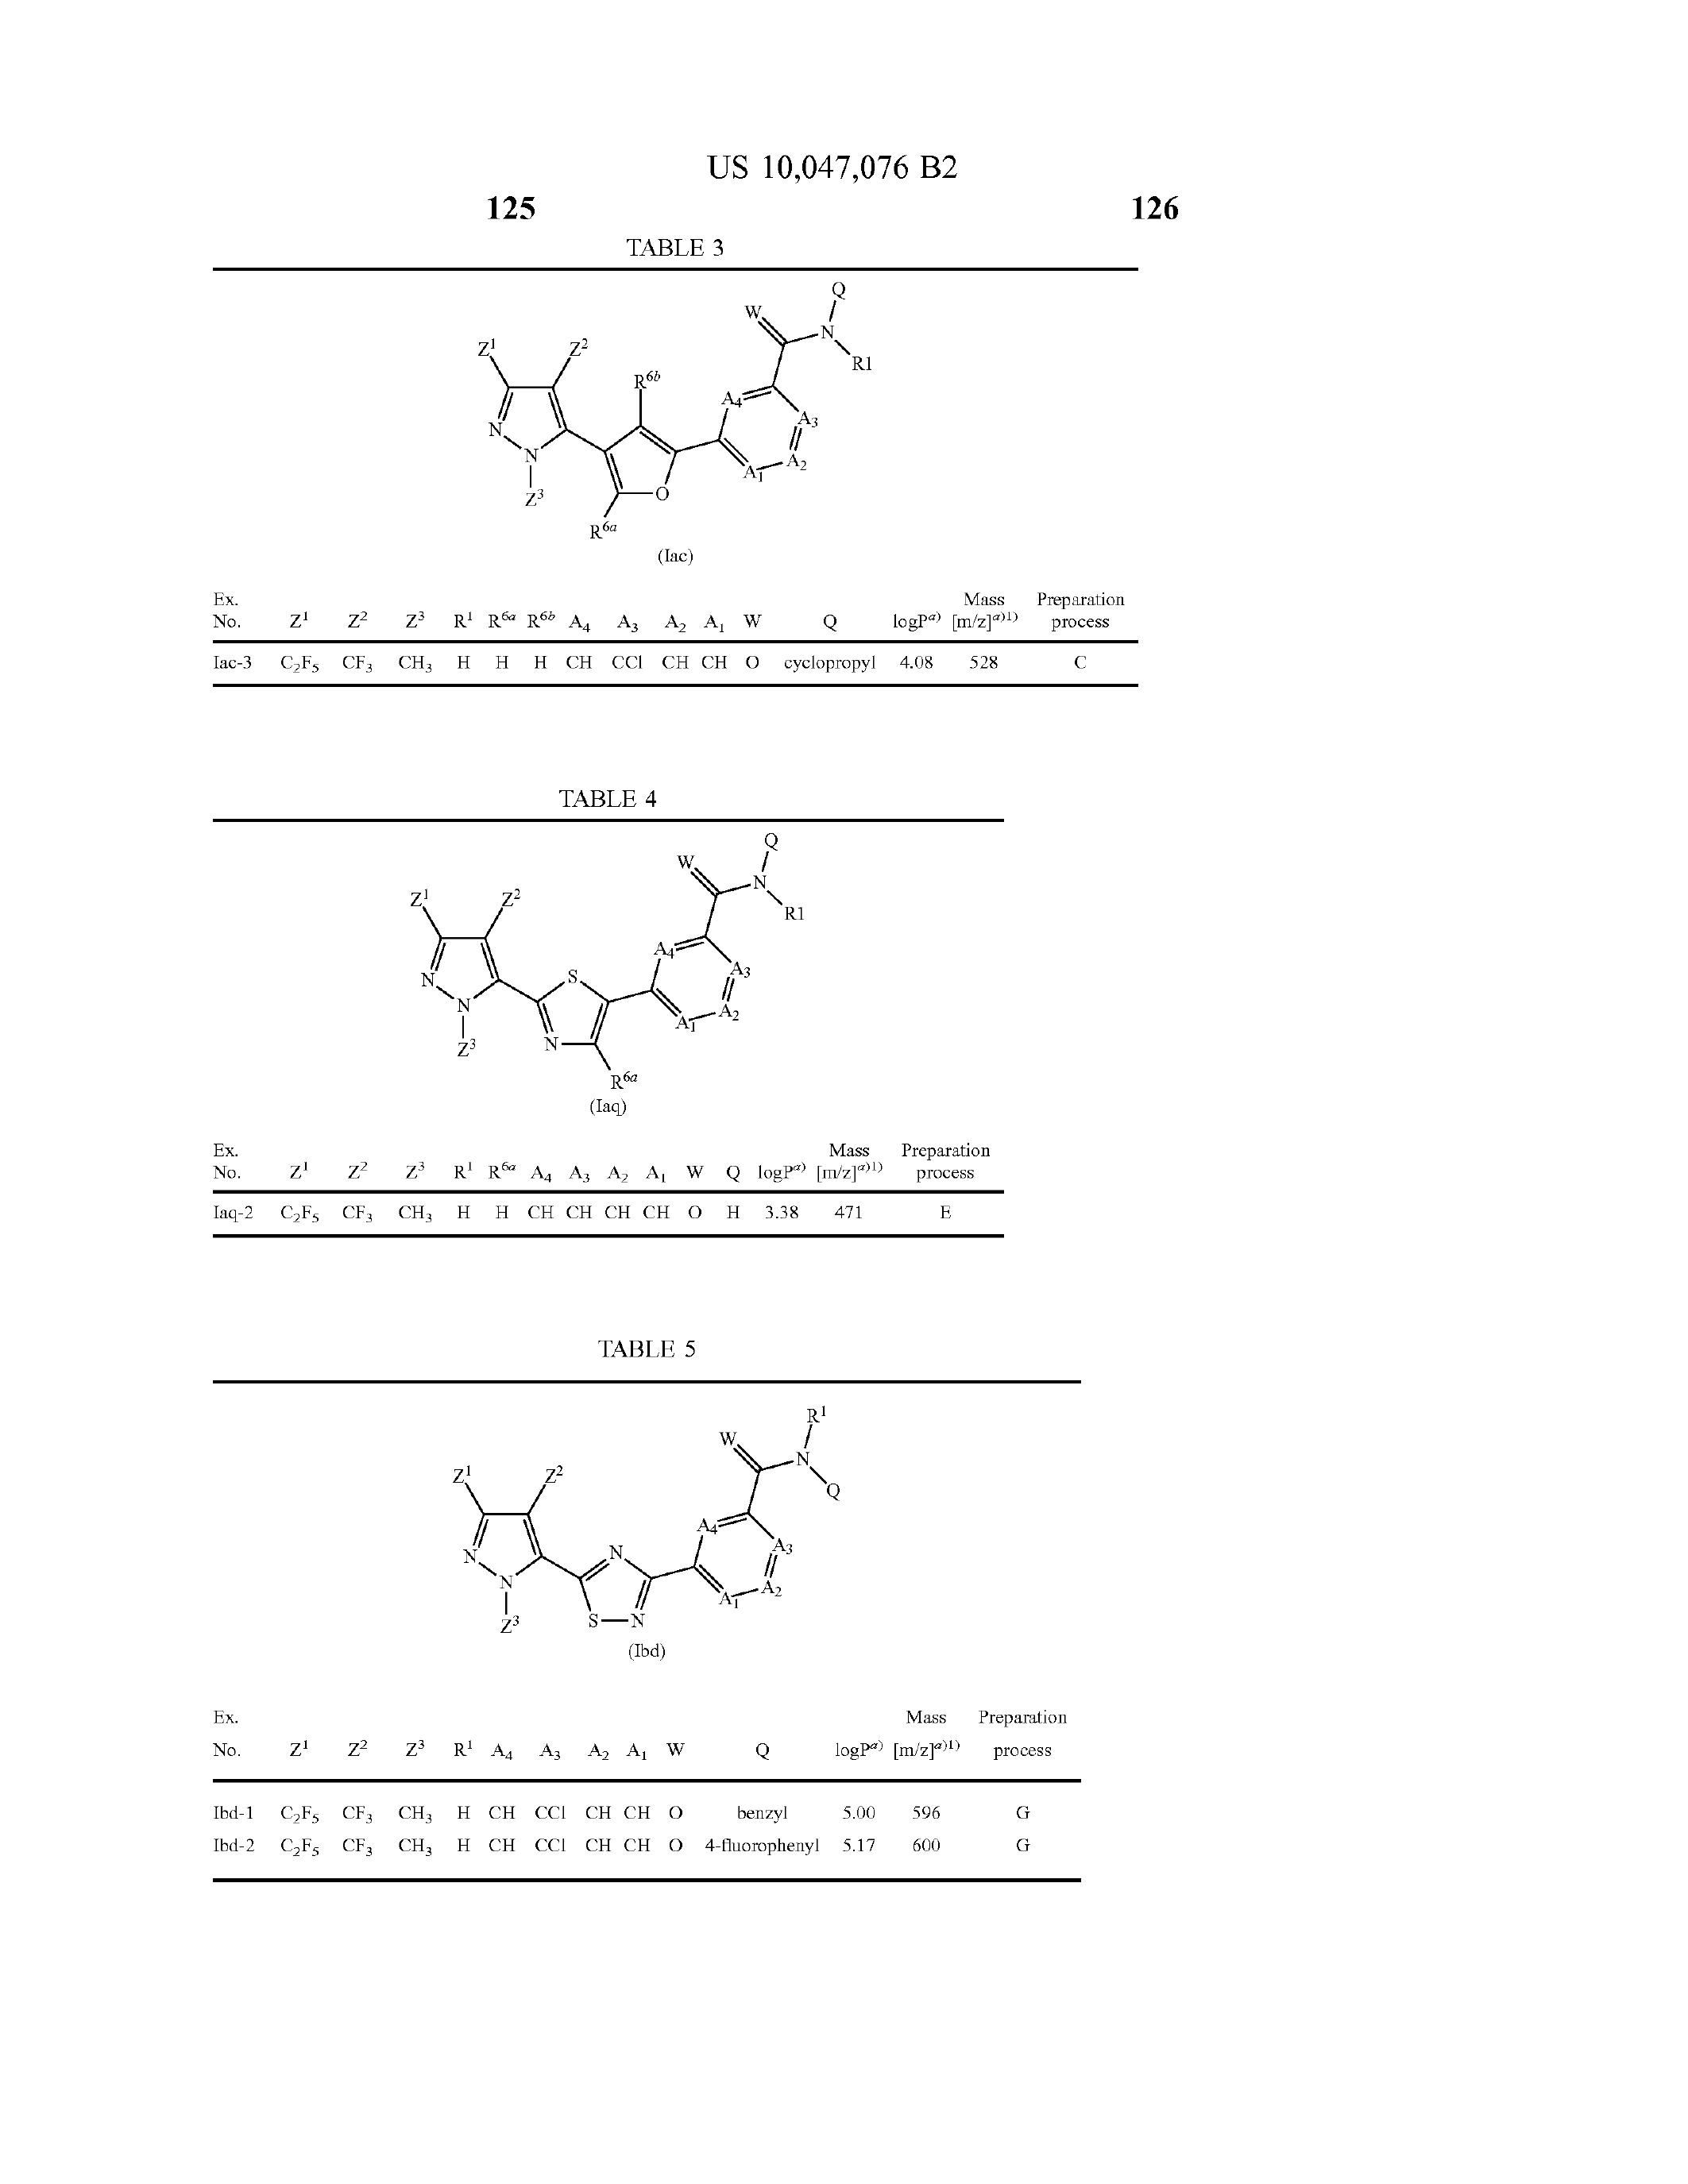 US 10,047,076 B2
125 126
TABLE 3
Q
W
N
Z¹ Z² R1
R⁶ᵇ
A₄
A₃
N
N A₂
A₁
Z³ O
R⁶ᵃ
(Iac)
Ex. Mass Preparation
No. Z¹ Z² Z³ R¹ R⁶ᵃ R⁶ᵇ A₄ A₃ A₂ A₁ W Q logPᵃ⁾ [m/z]ᵃ⁾¹⁾ process
Iac-3 C₂F₅ CF₃ CH₃ H H H CH CCl CH CH O cyclopropyl 4.08 528 C
TABLE 4
Q
W
N
Z¹ Z² R1
A₄
A₃
N S
N A₂
A₁
Z³ N
R⁶ᵃ
(Iaq)
Ex. Mass Preparation
No. Z¹ Z² Z³ R¹ R⁶ᵃ A₄ A₃ A₂ A₁ W Q logPᵃ⁾ [m/z]ᵃ⁾¹⁾ process
Iaq-2 C₂F₅ CF₃ CH₃ H H CH CH CH CH O H 3.38 471 E
TABLE 5
R¹
W
N
Z¹ Z² Q
A₄
A₃
N N
N A₂
A₁
Z³ S N
(Ibd)
Ex. Mass Preparation
No. Z¹ Z² Z³ R¹ A₄ A₃ A₂ A₁ W Q logPᵃ⁾ [m/z]ᵃ⁾¹⁾ process
Ibd-1 C₂F₅ CF₃ CH₃ H CH CCl CH CH O benzyl 5.00 596 G
Ibd-2 C₂F₅ CF₃ CH₃ H CH CCl CH CH O 4-fluorophenyl 5.17 600 G